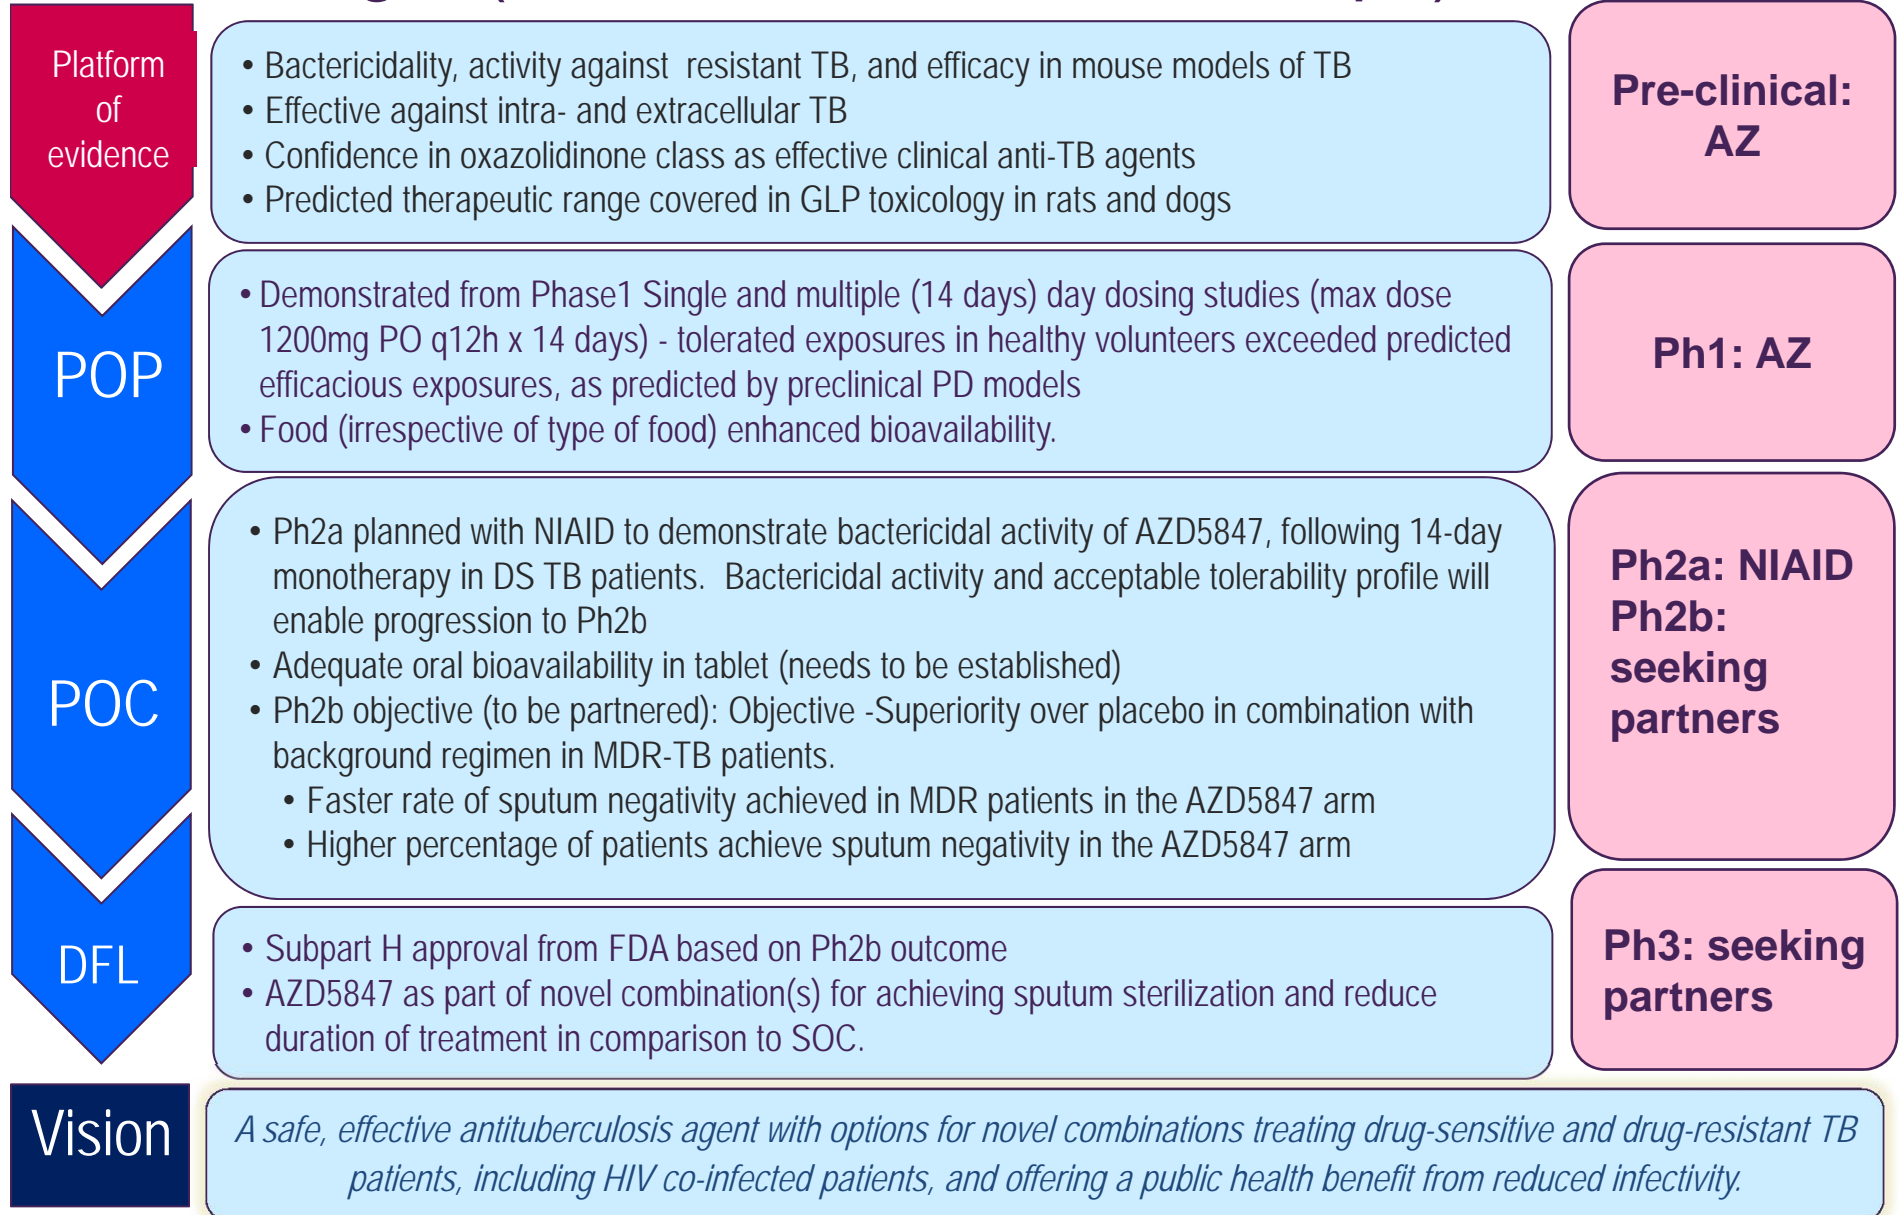 Platform
of
evidence
• Bactericidality, activity against resistant TB, and efficacy in mouse models of TB
• Effective against intra- and extracellular TB
• Confidence in oxazolidinone class as effective clinical anti-TB agents
• Predicted therapeutic range covered in GLP toxicology in rats and dogs
Pre-clinical:
AZ
POP
• Demonstrated from Phase1 Single and multiple (14 days) day dosing studies (max dose
1200mg PO q12h x 14 days) - tolerated exposures in healthy volunteers exceeded predicted
efficacious exposures, as predicted by preclinical PD models
• Food (irrespective of type of food) enhanced bioavailability.
Ph1: AZ
POC
• Ph2a planned with NIAID to demonstrate bactericidal activity of AZD5847, following 14-day
monotherapy in DS TB patients. Bactericidal activity and acceptable tolerability profile will
enable progression to Ph2b
• Adequate oral bioavailability in tablet (needs to be established)
• Ph2b objective (to be partnered): Objective -Superiority over placebo in combination with
background regimen in MDR-TB patients.
• Faster rate of sputum negativity achieved in MDR patients in the AZD5847 arm
• Higher percentage of patients achieve sputum negativity in the AZD5847 arm
Ph2a: NIAID
Ph2b:
seeking
partners
DFL
• Subpart H approval from FDA based on Ph2b outcome
• AZD5847 as part of novel combination(s) for achieving sputum sterilization and reduce
duration of treatment in comparison to SOC.
Ph3: seeking
partners
Vision
A safe, effective antituberculosis agent with options for novel combinations treating drug-sensitive and drug-resistant TB
patients, including HIV co-infected patients, and offering a public health benefit from reduced infectivity.